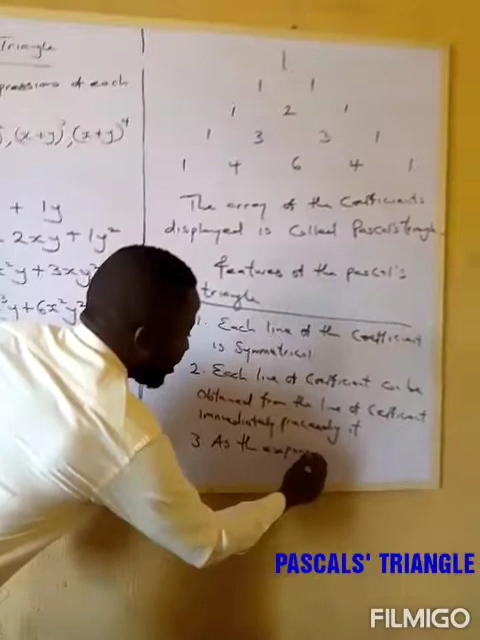 Triangle
expressions of each
,(x+y)³,(x+y)⁴
+ 1y
2xy + 1y²
x²y + 3xy²
y + 6x²y²
1
1 1
1 2 1
1 3 3 1
1 4 6 4 1
The array of the Coefficients
displayed is Called Pascal's triangle.
features of the pascal's
triangle
1. Each line of the Coefficient
is Symmetrical
2. Each line of Coefficient can be
Obtained from the line of Coefficient
immediately preceeding it
3 As the expon
PASCALS' TRIANGLE
FILMIGO